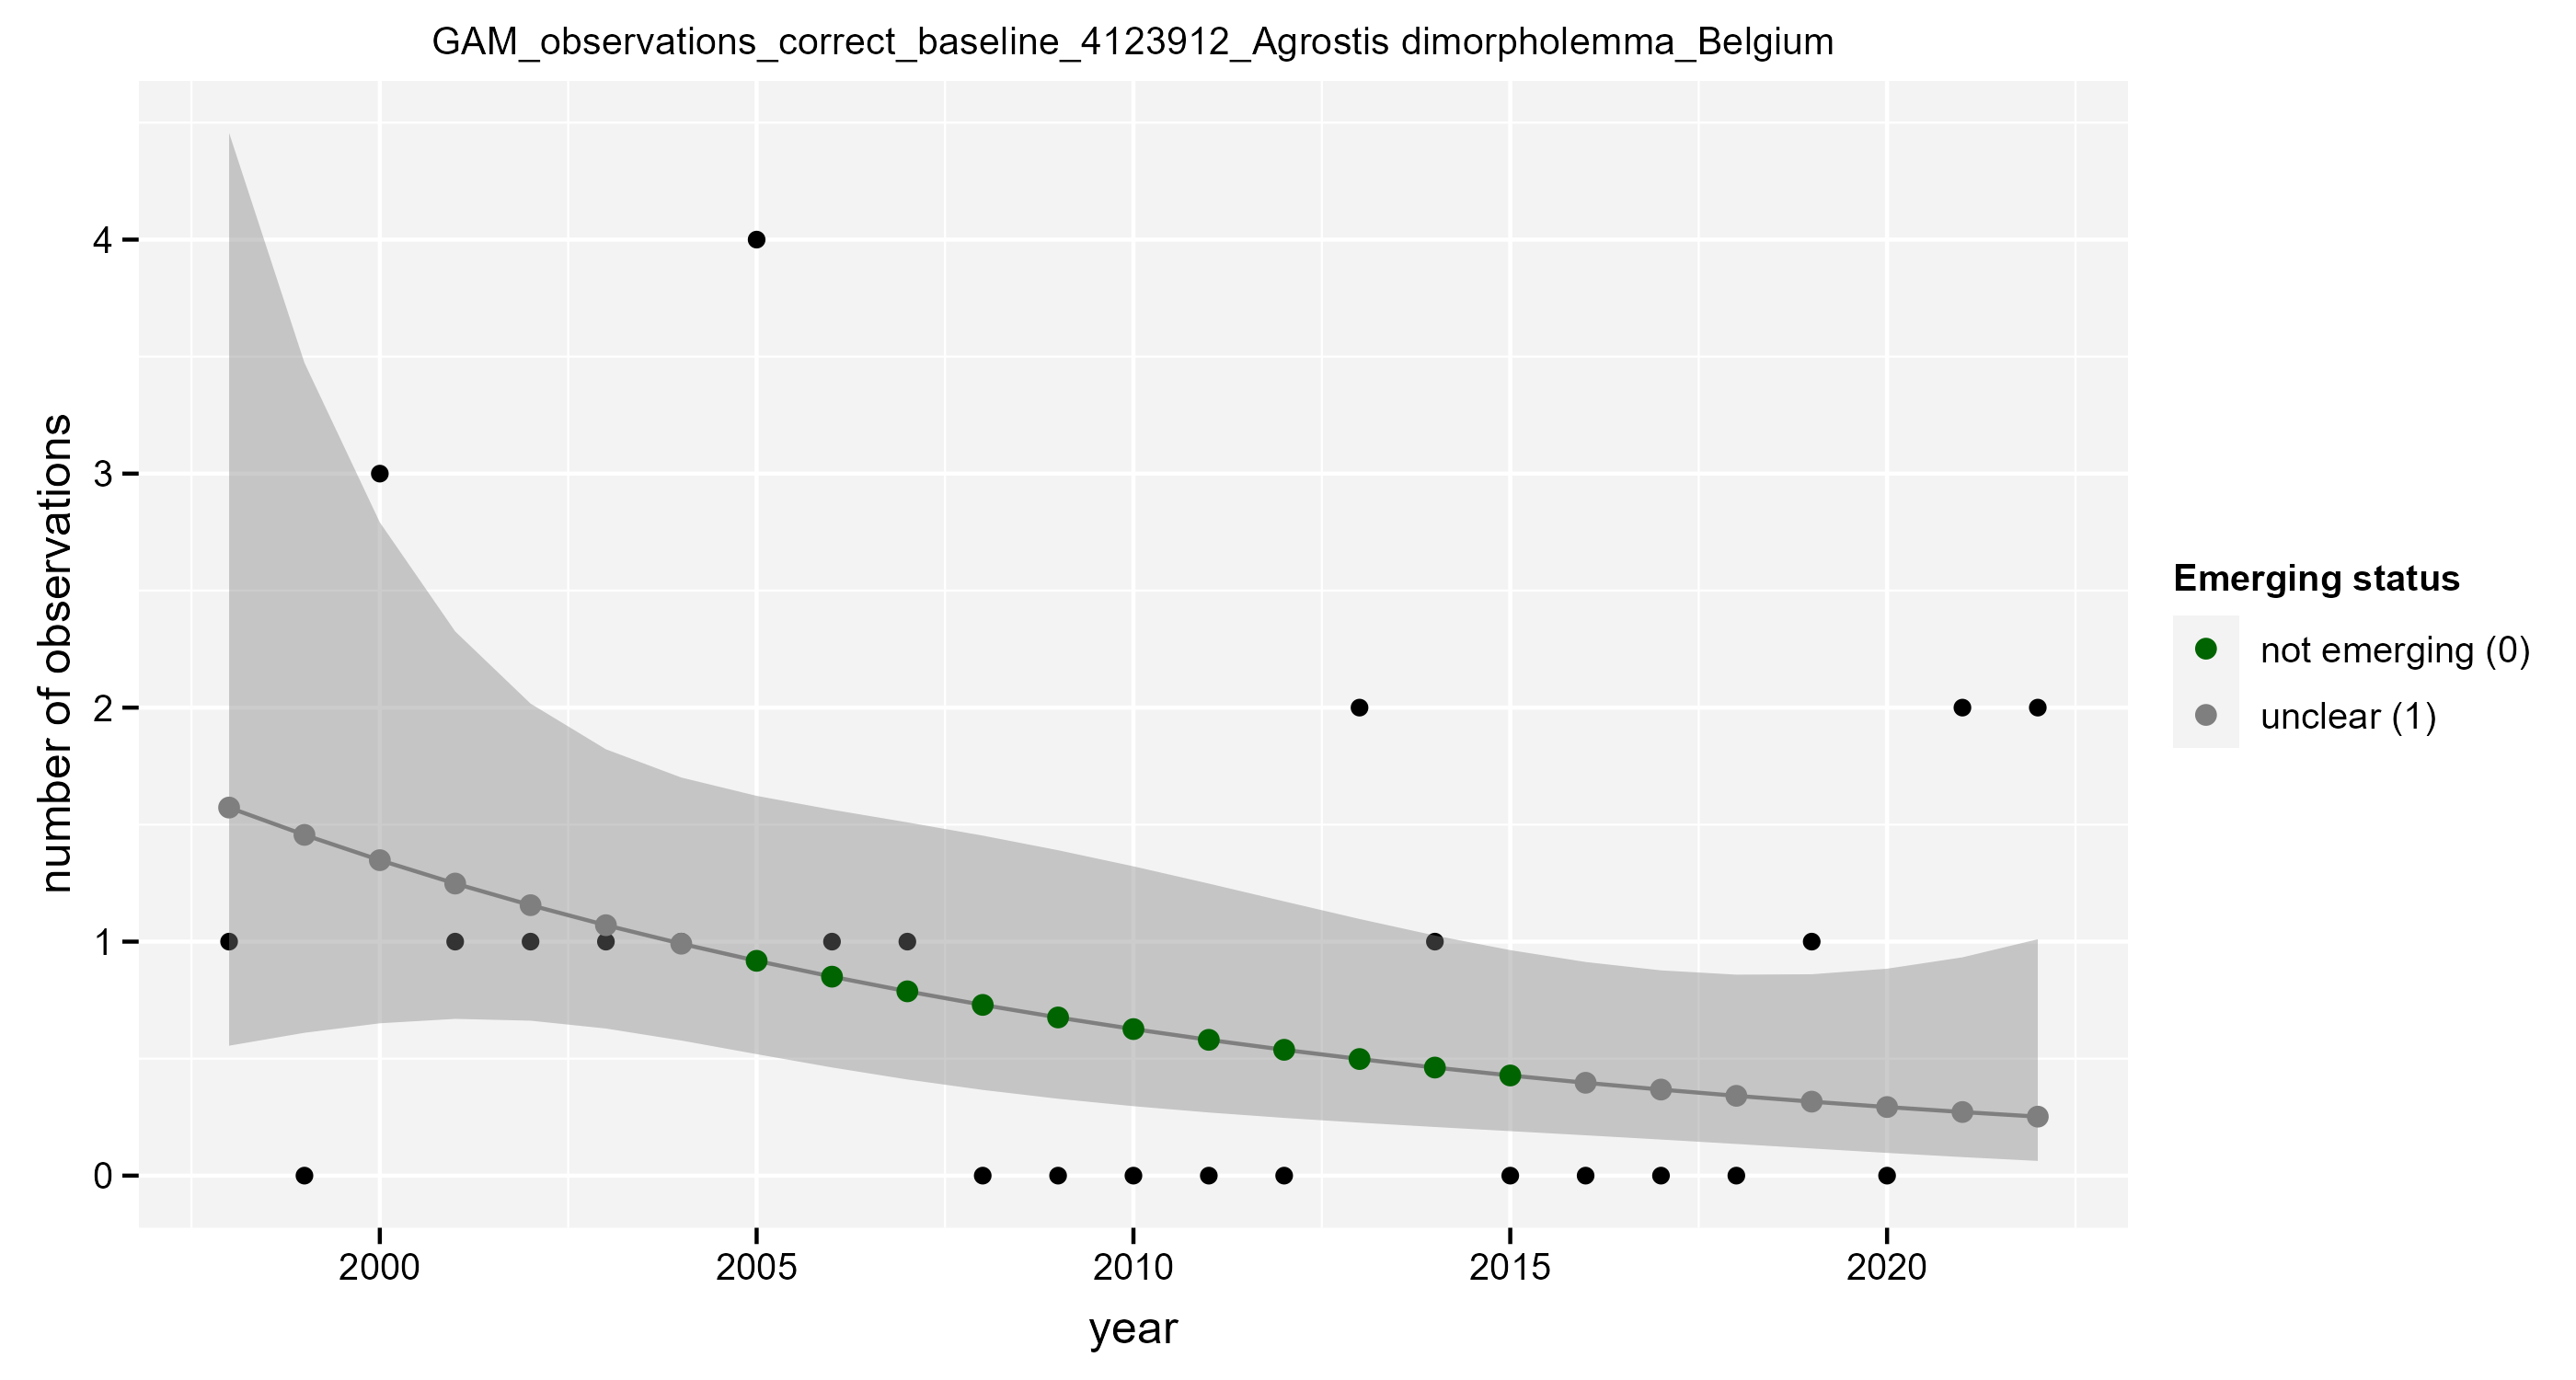 GAM_observations_correct_baseline_4123912_Agrostis dimorpholemma_Belgium
number of observations
4
3
2
1
0
2000
2005
2010
2015
2020
year
Emerging status
not emerging (0)
unclear (1)